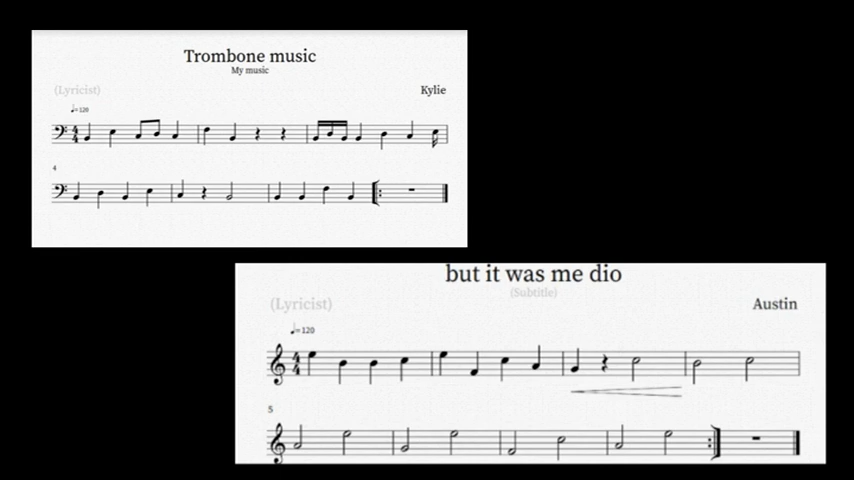 Trombone music
My music
(Lyricist)
Kylie
♩=120
4
but it was me dio
(Subtitle)
(Lyricist)
Austin
♩=120
5